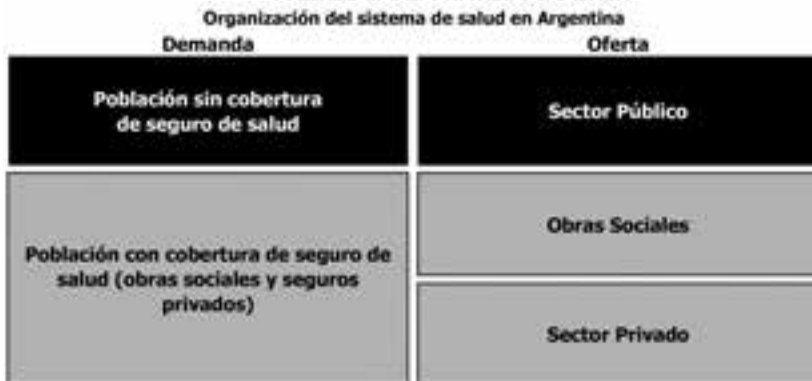 Organización del sistema de salud en Argentina
Demanda
Oferta
Población sin cobertura
de seguro de salud
Sector Público
Población con cobertura de seguro de
salud (obras sociales y seguros
privados)
Obras Sociales
Sector Privado